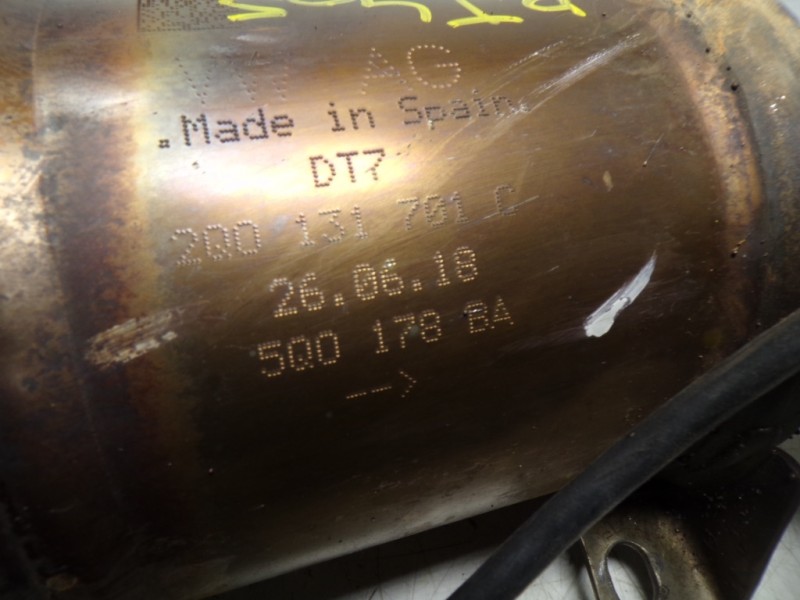 VW AG
.Made in Spain.
DT7
2Q0 131 701 C
26.06.18
5Q0 178 BA
-->